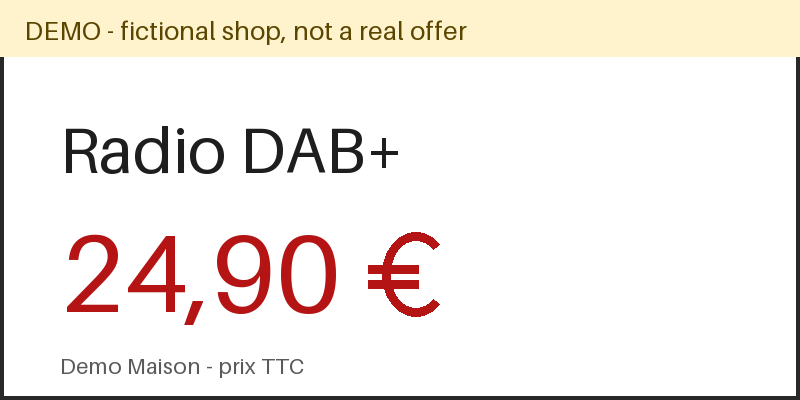 DEMO - fictional shop, not a real offer
Radio DAB+
24,90 €
Demo Maison - prix TTC